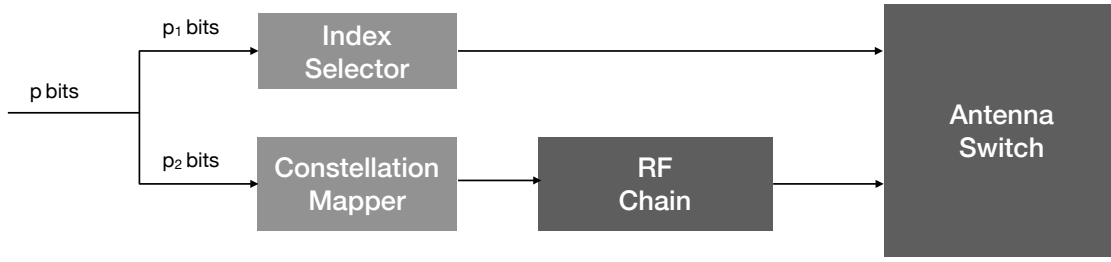 p₁ bits
Index
Selector
p bits
Antenna
Switch
p₂ bits
Constellation
Mapper
RF
Chain